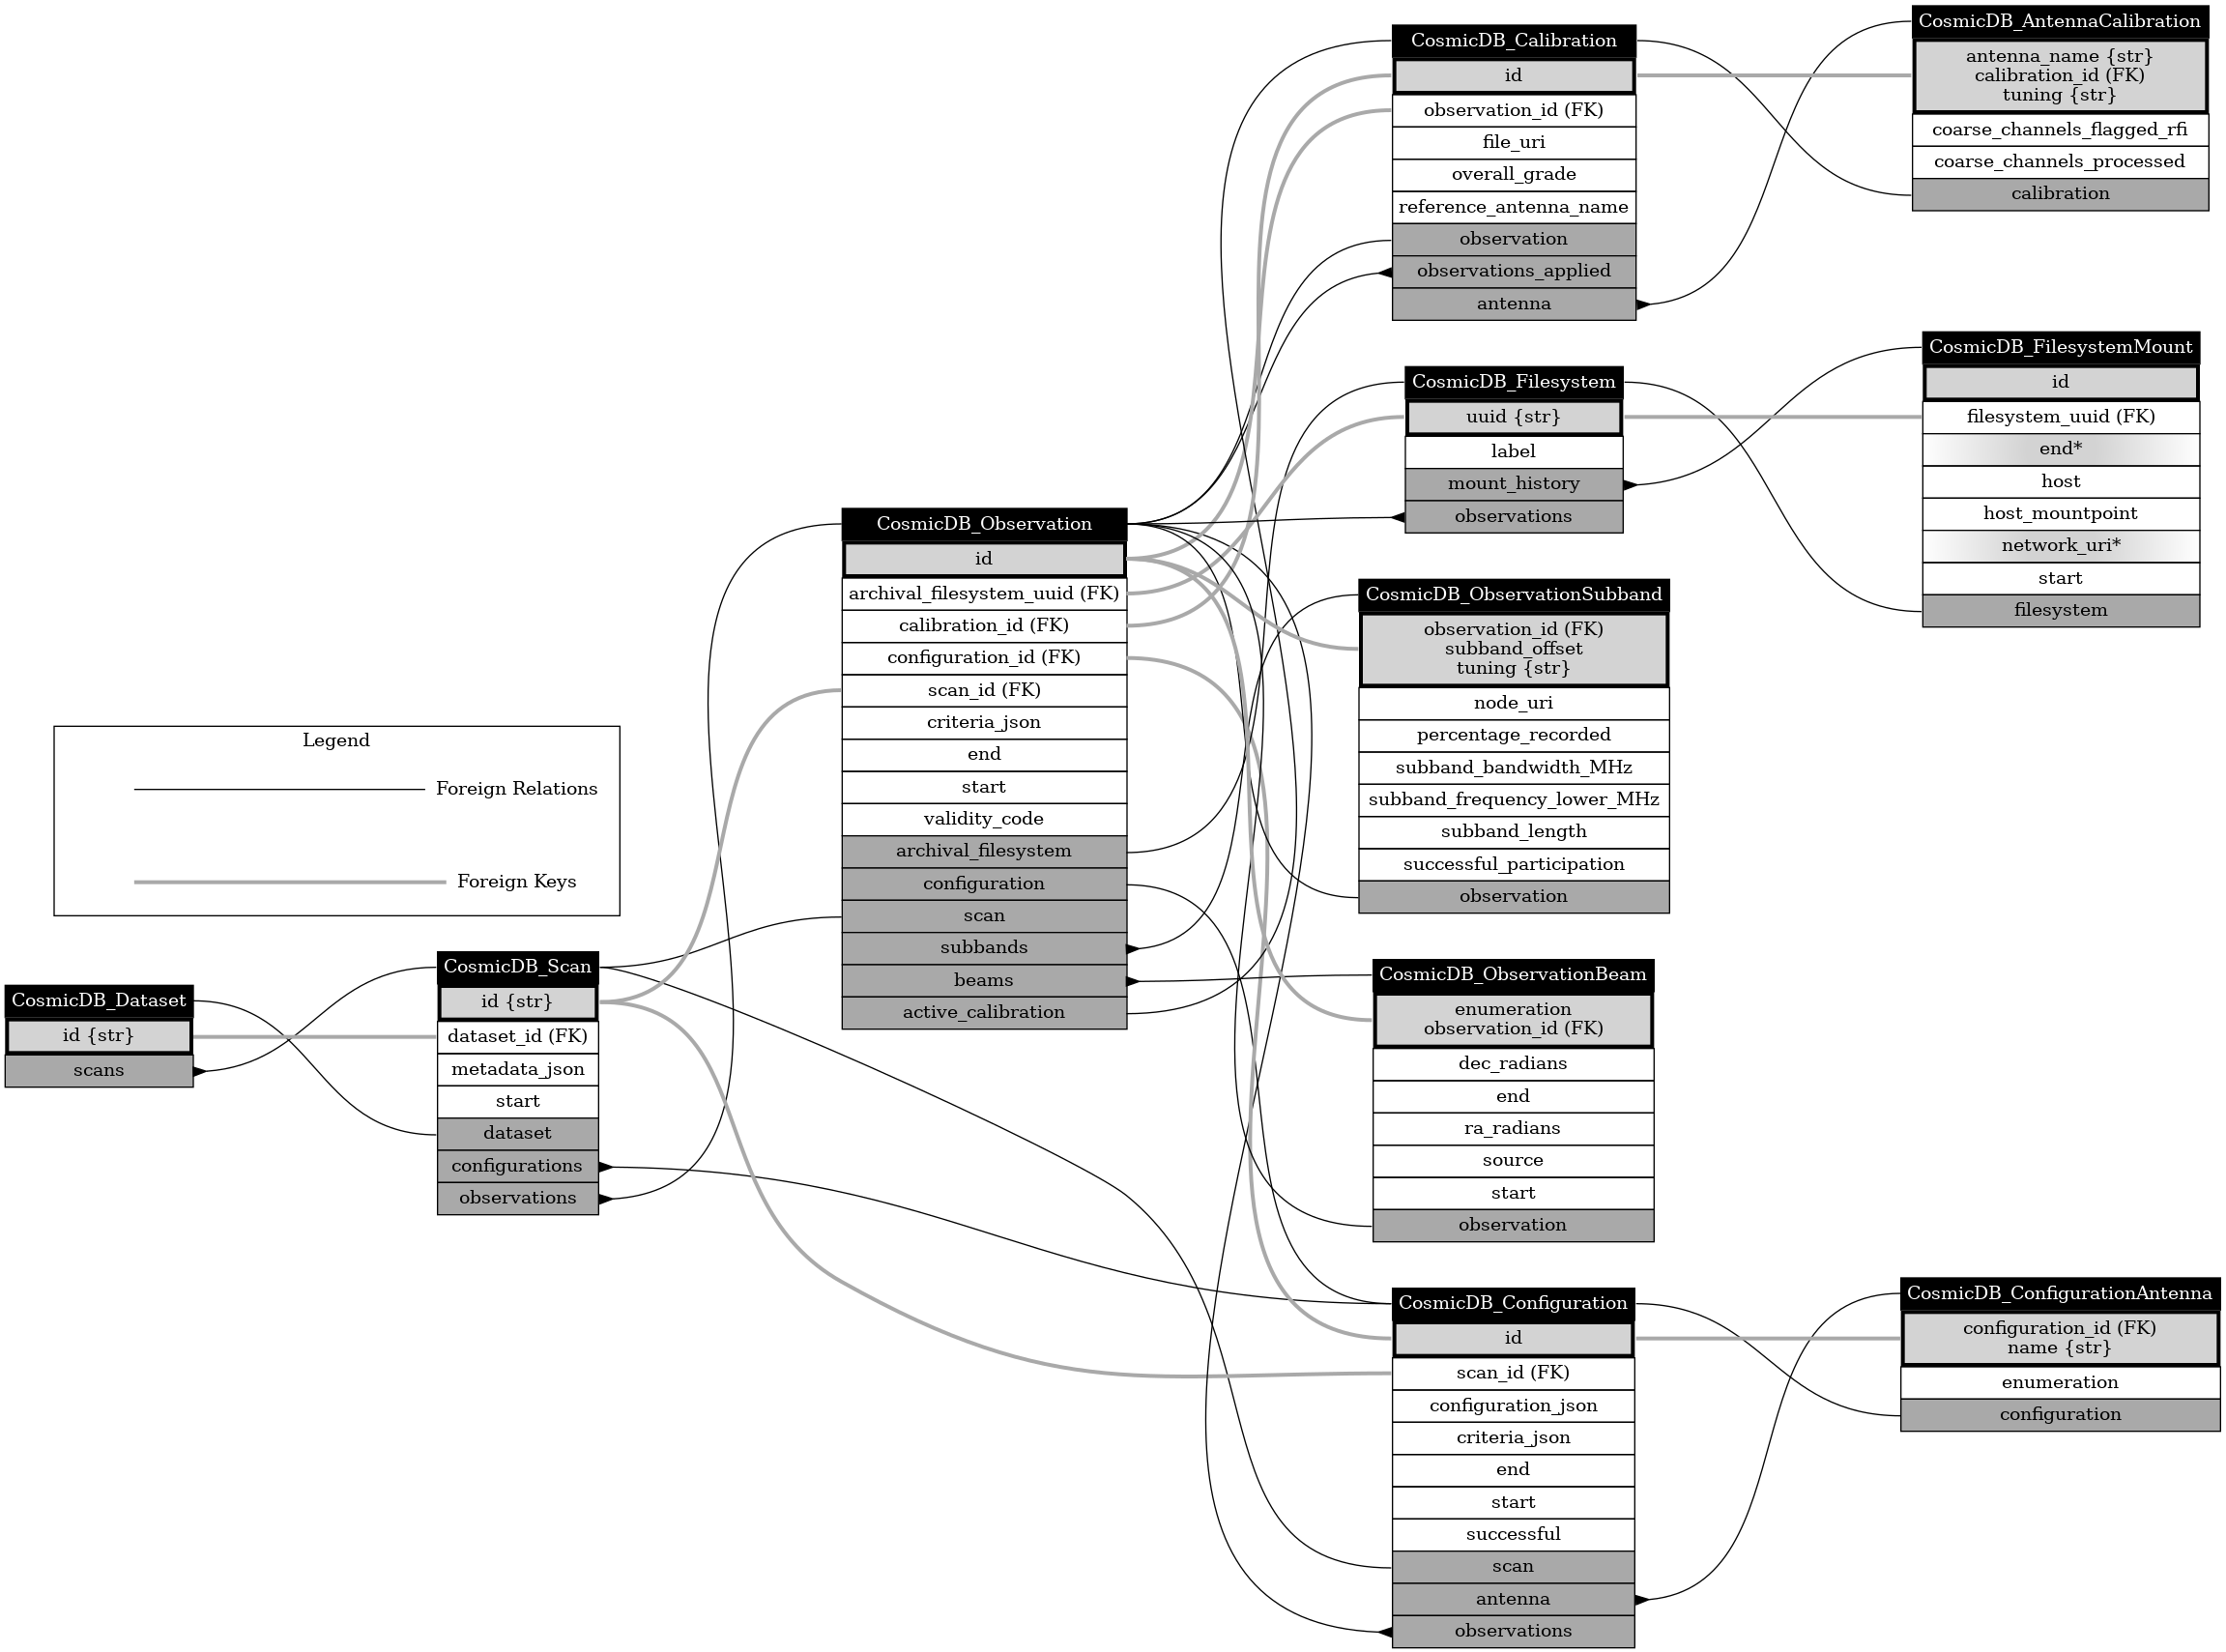 CosmicDB_AntennaCalibration
antenna_name {str}
calibration_id (FK)
tuning {str}
coarse_channels_flagged_rfi
coarse_channels_processed
calibration
CosmicDB_Calibration
id
observation_id (FK)
file_uri
overall_grade
reference_antenna_name
observation
observations_applied
antenna
CosmicDB_FilesystemMount
id
filesystem_uuid (FK)
end*
host
host_mountpoint
network_uri*
start
filesystem
CosmicDB_Filesystem
uuid {str}
label
mount_history
observations
CosmicDB_Observation
id
archival_filesystem_uuid (FK)
calibration_id (FK)
configuration_id (FK)
scan_id (FK)
criteria_json
end
start
validity_code
archival_filesystem
configuration
scan
subbands
beams
active_calibration
CosmicDB_ObservationSubband
observation_id (FK)
subband_offset
tuning {str}
node_uri
percentage_recorded
subband_bandwidth_MHz
subband_frequency_lower_MHz
subband_length
successful_participation
observation
Legend
Foreign Relations
Foreign Keys
CosmicDB_Dataset
id {str}
scans
CosmicDB_Scan
id {str}
dataset_id (FK)
metadata_json
start
dataset
configurations
observations
CosmicDB_ObservationBeam
enumeration
observation_id (FK)
dec_radians
end
ra_radians
source
start
observation
CosmicDB_Configuration
id
scan_id (FK)
configuration_json
criteria_json
end
start
successful
scan
antenna
observations
CosmicDB_ConfigurationAntenna
configuration_id (FK)
name {str}
enumeration
configuration